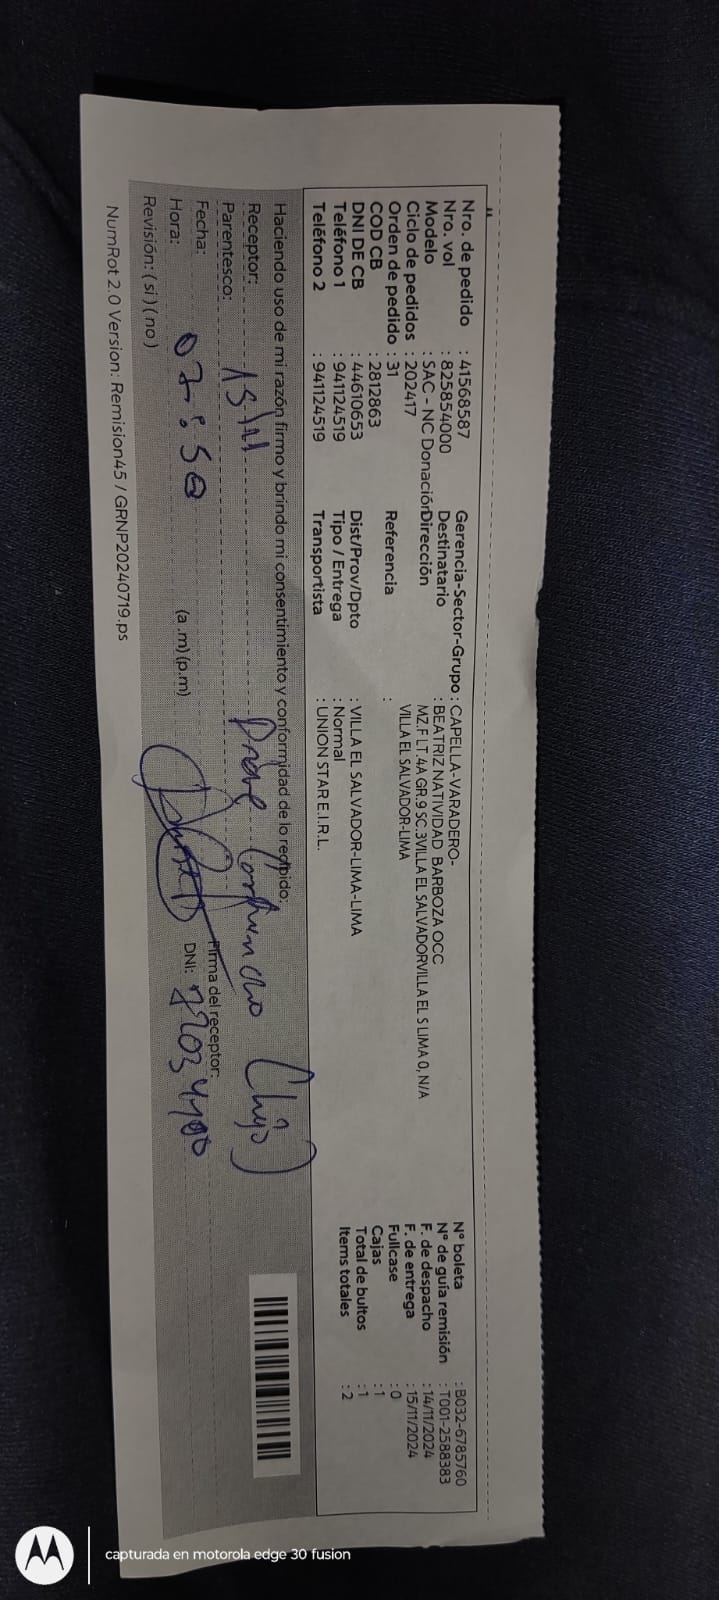 Nro. de pedido : 41568587
Nro. vol : 825854000
Modelo : SAC - NC Donación
Ciclo de pedidos : 202417
Orden de pedido : 31
COD CB : 2812863
DNI DE CB : 44610653
Teléfono 1 : 941124519
Teléfono 2 : 941124519
Gerencia-Sector-Grupo : CAPELLA-VARADERO-
Destinatario : BEATRIZ NATIVIDAD BARBOZA OCC
Dirección MZ.F LT.4A GR.9 SC.3VILLA EL SALVADORVILLA EL S LIMA 0, N/A
VILLA EL SALVADOR-LIMA
Referencia :
Dist/Prov/Dpto : VILLA EL SALVADOR-LIMA-LIMA
Tipo / Entrega : Normal
Transportista : UNION STAR E.I.R.L.
N° boleta : B032-6785760
N° de guía remisión : T001-2588383
F. de despacho : 14/11/2024
F. de entrega : 15/11/2024
Fullcase : 0
Cajas : 1
Total de bultos : 1
Items totales : 2
Haciendo uso de mi razón firmo y brindo mi consentimiento y conformidad de lo recibido:
Receptor: (hijo)
Parentesco:
Fecha: 15/11
Hora: 07:50 (a .m) (p.m)
Firma del receptor:
DNI:
Revisión: ( si ) ( no )
NumRot 2.0 Version: Remision45 / GRNP20240719.ps
capturada en motorola edge 30 fusion